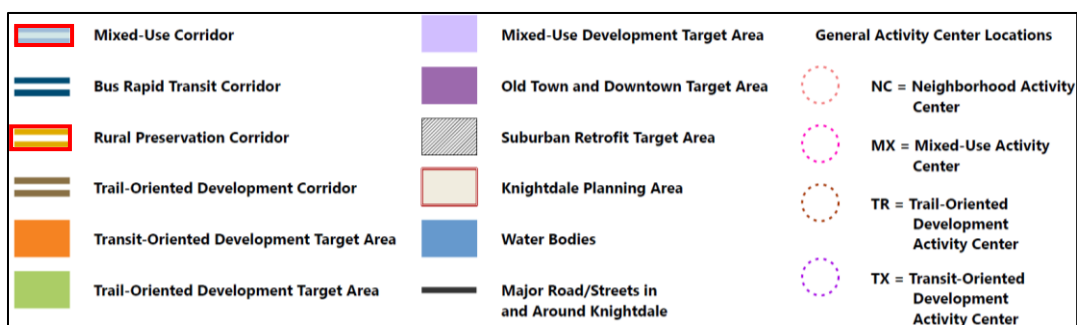 Mixed-Use Corridor
Bus Rapid Transit Corridor
Rural Preservation Corridor
Trail-Oriented Development Corridor
Transit-Oriented Development Target Area
Trail-Oriented Development Target Area
Mixed-Use Development Target Area
Old Town and Downtown Target Area
Suburban Retrofit Target Area
Knightdale Planning Area
Water Bodies
Major Road/Streets in
and Around Knightdale
General Activity Center Locations
NC = Neighborhood Activity
Center
MX = Mixed-Use Activity
Center
TR = Trail-Oriented
Development
Activity Center
TX = Transit-Oriented
Development
Activity Center